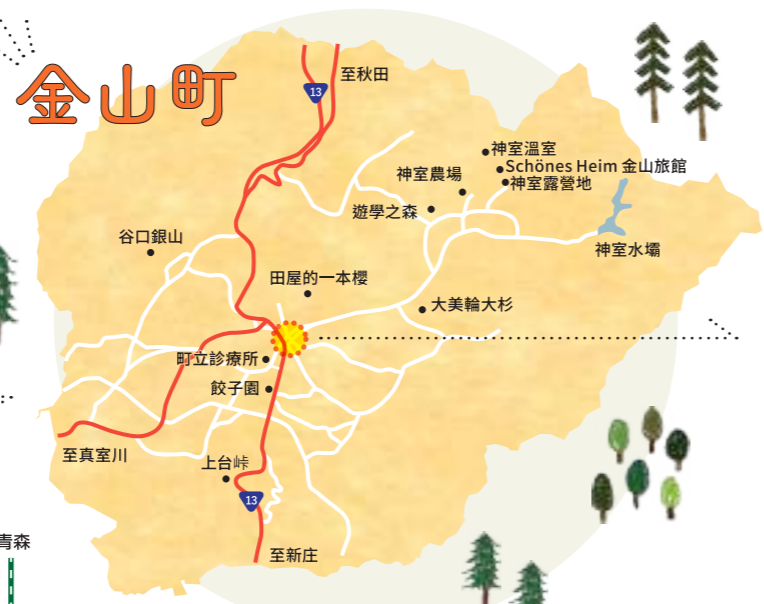 金山町
13
至秋田
神室溫室
Schönes Heim 金山旅館
神室露營地
神室農場
遊學之森
谷口銀山
神室水壩
田屋的一本櫻
大美輪大杉
町立診療所
餃子園
至真室川
上台峠
13
至新庄
青森